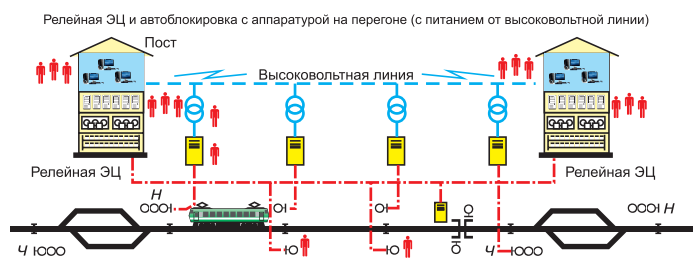 Релейная ЭЦ и автоблокировка с аппаратурой на перегоне (с питанием от высоковольтной линии)
Пост
Высоковольтная линия
Релейная ЭЦ
Релейная ЭЦ
Н
Н
Ч
Ч